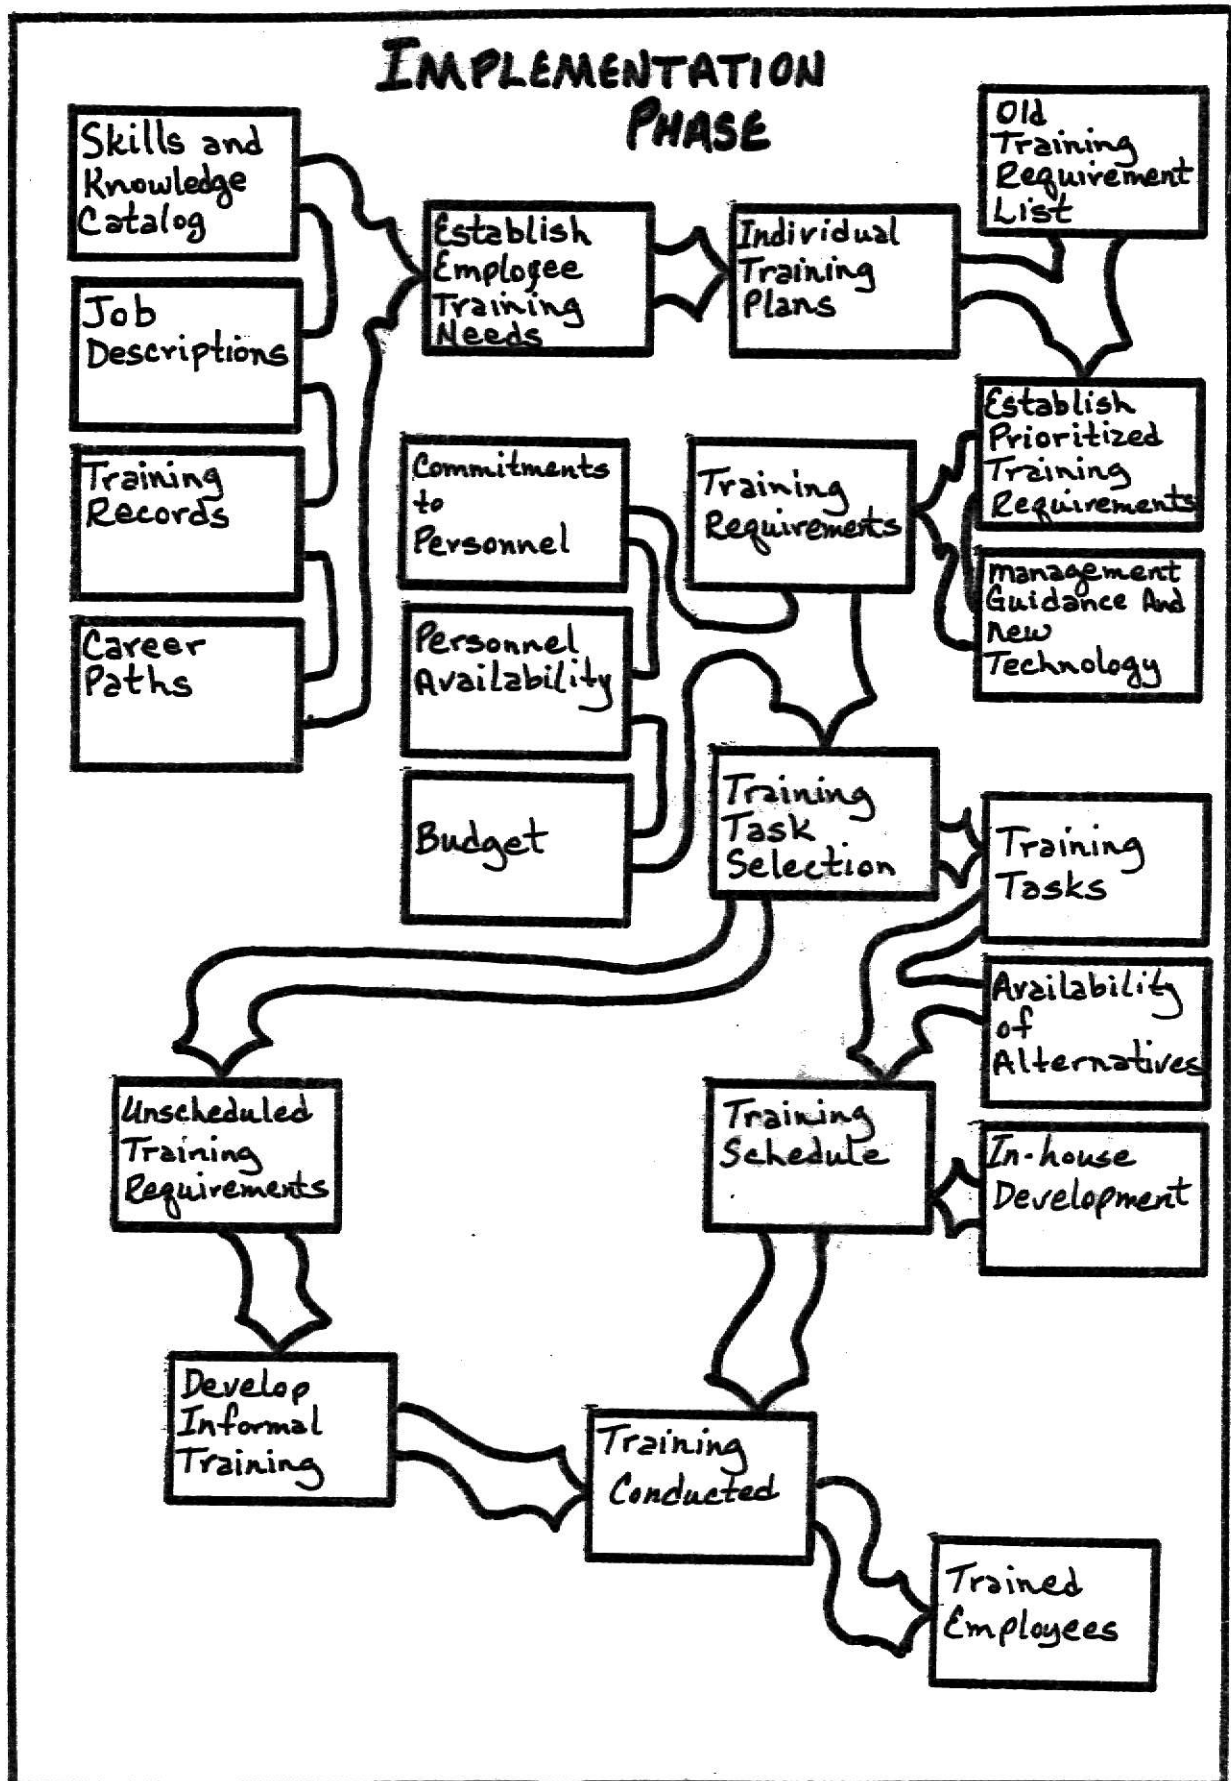 IMPLEMENTATION
PHASE
Skills and
Knowledge
Catalog
Job
Descriptions
Training
Records
Career
Paths
Establish
Employee
Training
Needs
Individual
Training
Plans
Old
Training
Requirement
List
Establish
Prioritized
Training
Requirements
Management
Guidance And
New
Technology
Training
Requirements
Commitments
to
Personnel
Personnel
Availability
Budget
Training
Task
Selection
Training
Tasks
Availability
of
Alternatives
In-house
Development
Training
Schedule
Unscheduled
Training
Requirements
Develop
Informal
Training
Training
Conducted
Trained
Employees